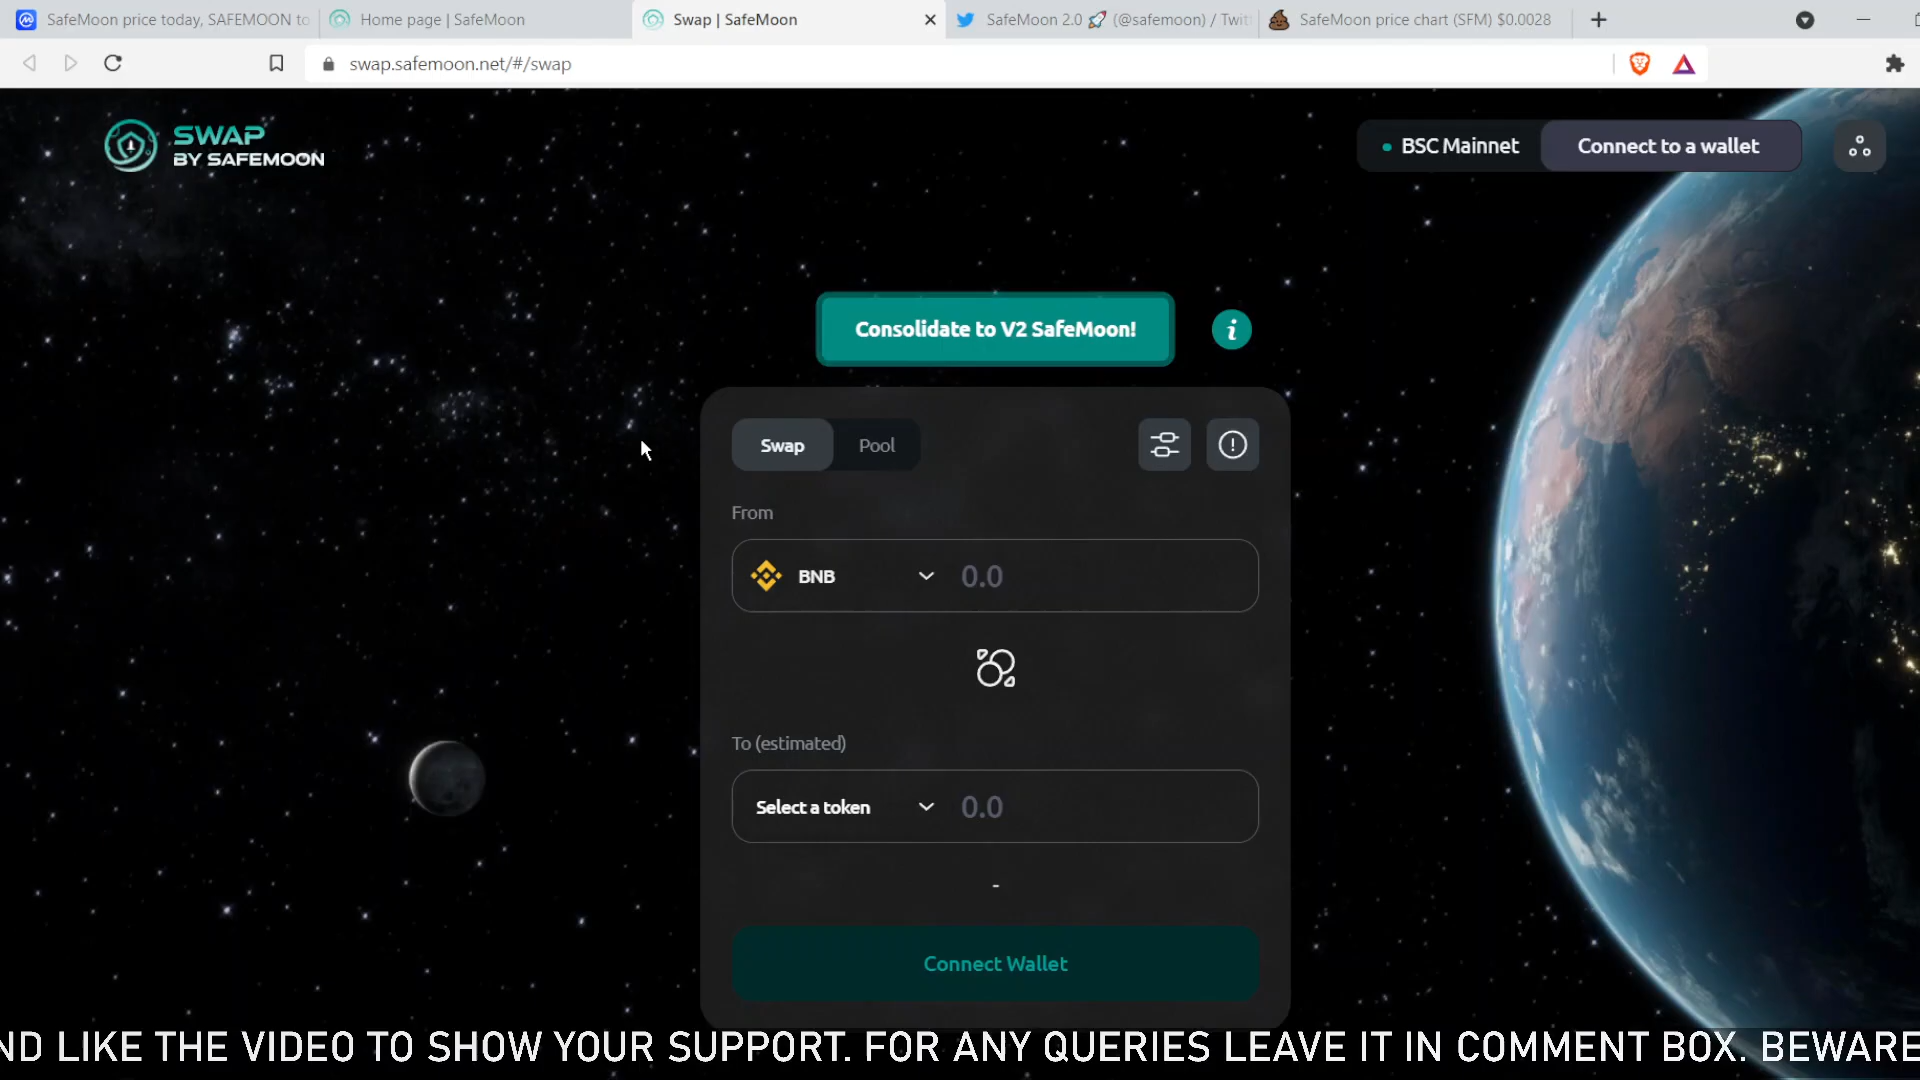 SafeMoon price today, SAFEMOON to
Home page | SafeMoon
Swap | SafeMoon
SafeMoon 2.0 🚀 (@safemoon) / Twit
SafeMoon price chart (SFM) $0.0028
swap.safemoon.net/#/swap
SWAP
BY SAFEMOON
BSC Mainnet
Connect to a wallet
Consolidate to V2 SafeMoon!
i
Swap
Pool
From
BNB
0.0
To (estimated)
Select a token
0.0
-
Connect Wallet
ND LIKE THE VIDEO TO SHOW YOUR SUPPORT. FOR ANY QUERIES LEAVE IT IN COMMENT BOX. BEWARE